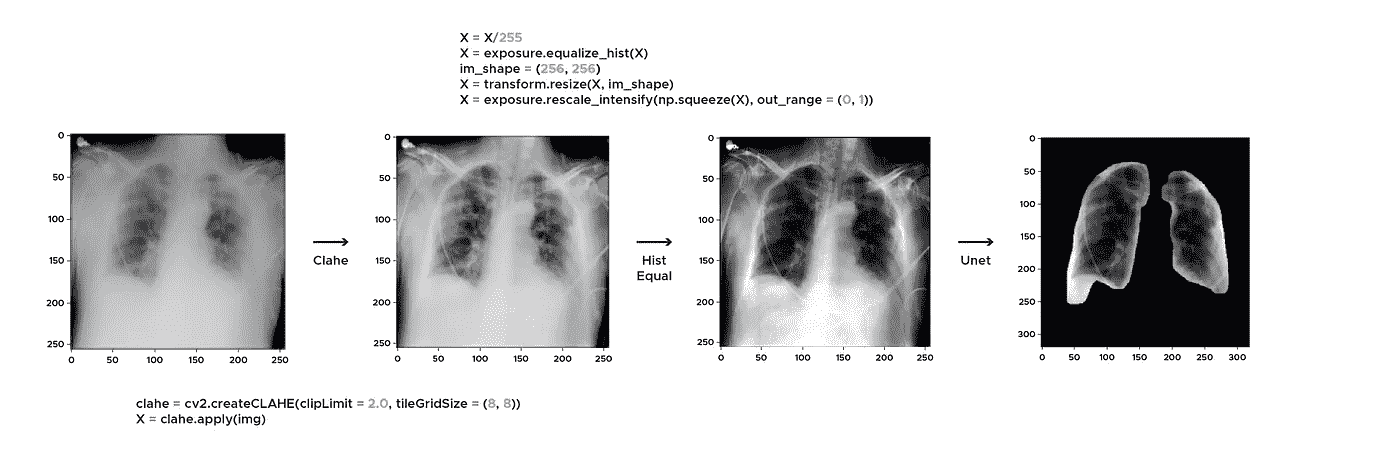 X = X/255
X = exposure.equalize_hist(X)
im_shape = (256, 256)
X = transform.resize(X, im_shape)
X = exposure.rescale_intensify(np.squeeze(X), out_range = (0, 1))
0
50
100
150
200
250
0 50 100 150 200 250
Clahe
0
50
100
150
200
250
0 50 100 150 200 250
Hist
Equal
0
50
100
150
200
250
0 50 100 150 200 250
Unet
0
50
100
150
200
250
300
0 50 100 150 200 250 300
clahe = cv2.createCLAHE(clipLimit = 2.0, tileGridSize = (8, 8))
X = clahe.apply(img)